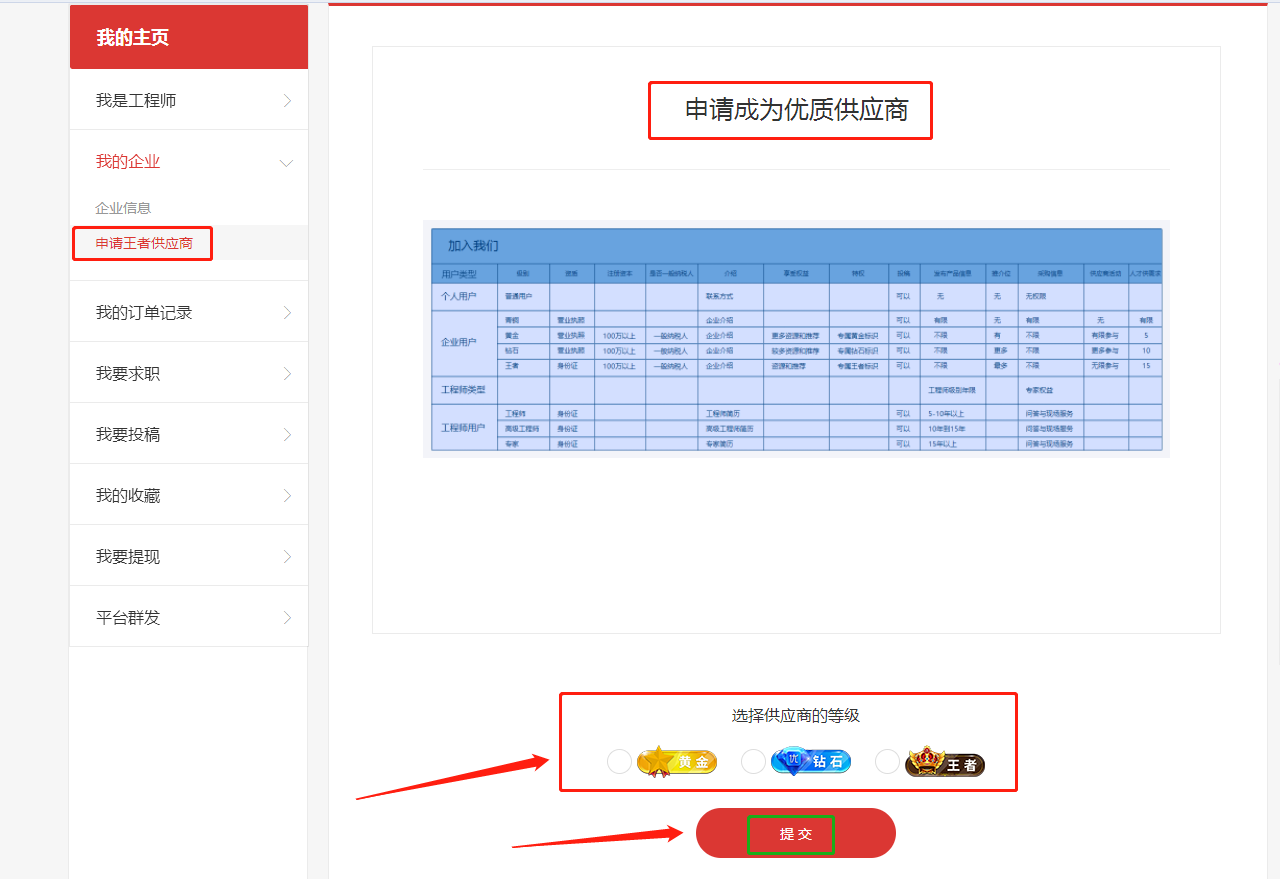 我的主页
我是工程师
我的企业
企业信息
申请王者供应商
我的订单记录
我要求职
我要投稿
我的收藏
我要提现
平台群发
申请成为优质供应商
加入我们
用户类型 级别 资质 注册资本 是否一般纳税人 介绍 享受权益 特权 投稿 发布产品信息 推介位 采购信息 供应商活动 人才供需求
个人用户 普通用户 联系方式 可以 无 无 无权限
企业用户
青铜 营业执照 企业介绍 可以 有限 无 有限 无 有限
黄金 营业执照 100万以上 一般纳税人 企业介绍 更多资源和推荐 专属黄金标识 可以 不限 有 不限 有限参与 5
钻石 营业执照 100万以上 一般纳税人 企业介绍 较多资源和推荐 专属钻石标识 可以 不限 更多 不限 更多参与 10
王者 身份证 100万以上 一般纳税人 企业介绍 资源和推荐 专属王者标识 可以 不限 最多 不限 无限参与 15
工程师类型 工程师级别年限 专家权益
工程师用户
工程师 身份证 工程师简历 可以 5-10年以上 问答与现场服务
高级工程师 身份证 高级工程师简历 可以 10年到15年 问答与现场服务
专家 身份证 专家简历 可以 15年以上 问答与现场服务
选择供应商的等级
黄金 钻石 王者
提交